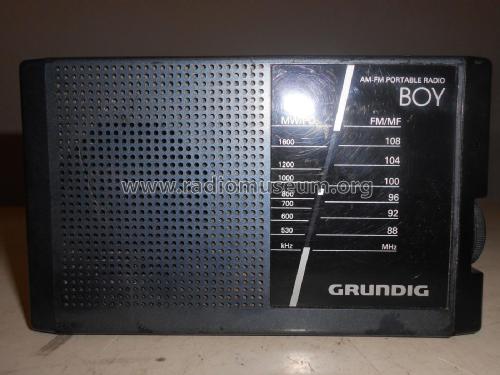 AM-FM PORTABLE RADIO
BOY
FM/MF
1600 108
1200 104
1000 100
800 96
700
600 92
530 88
kHz MHz
GRUNDIG
www.radiomuseum.org